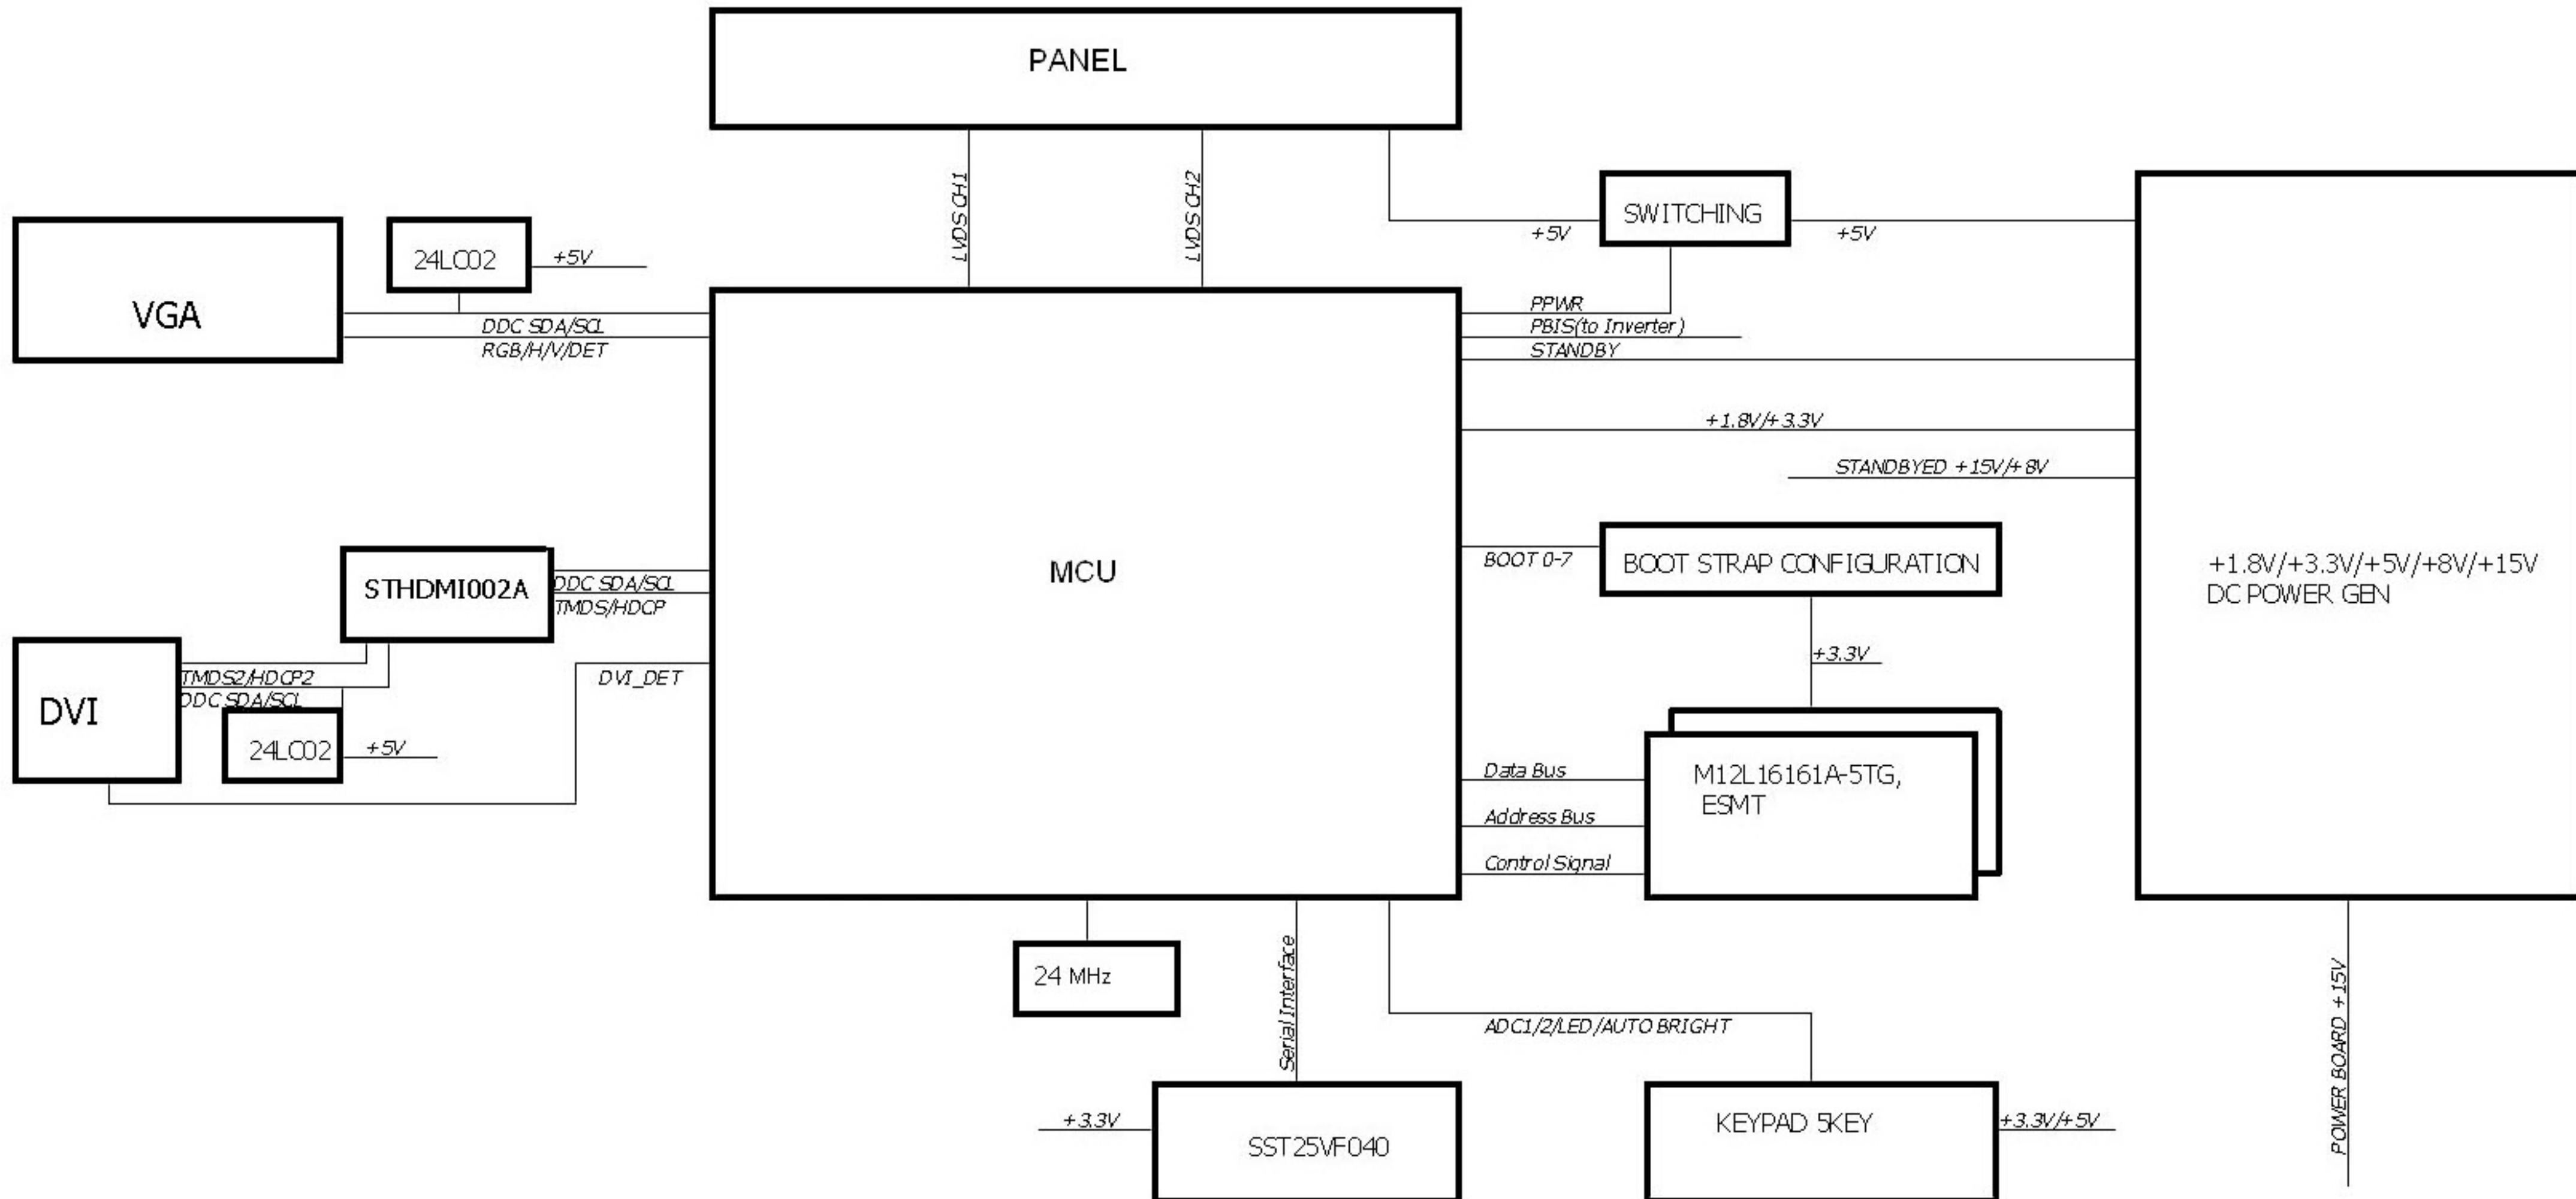 PANEL
LVDS CH1
LVDS CH2
SWITCHING
+5V
+5V
24LC02
+5V
VGA
DDC SDA/SCL
RGB/H/V/DET
PPWR
PBIS(to Inverter)
STANDBY
+1.8V/+3.3V
STANDBYED +15V/+8V
MCU
STHDMI002A
DDC SDA/SCL
TMDS/HDCP
BOOT 0-7
BOOT STRAP CONFIGURATION
+1.8V/+3.3V/+5V/+8V/+15V
DC POWER GEN
+3.3V
DVI
TMDS2/HDCP2
DDC SDA/SCL
DVI_DET
24LC02
+5V
Data Bus
Address Bus
Control Signal
M12L16161A-5TG,
ESMT
24 MHz
Serial Interface
ADC1/2/LED/AUTO BRIGHT
POWER BOARD +15V
+3.3V
SST25VF040
KEYPAD 5KEY
+3.3V/+5V